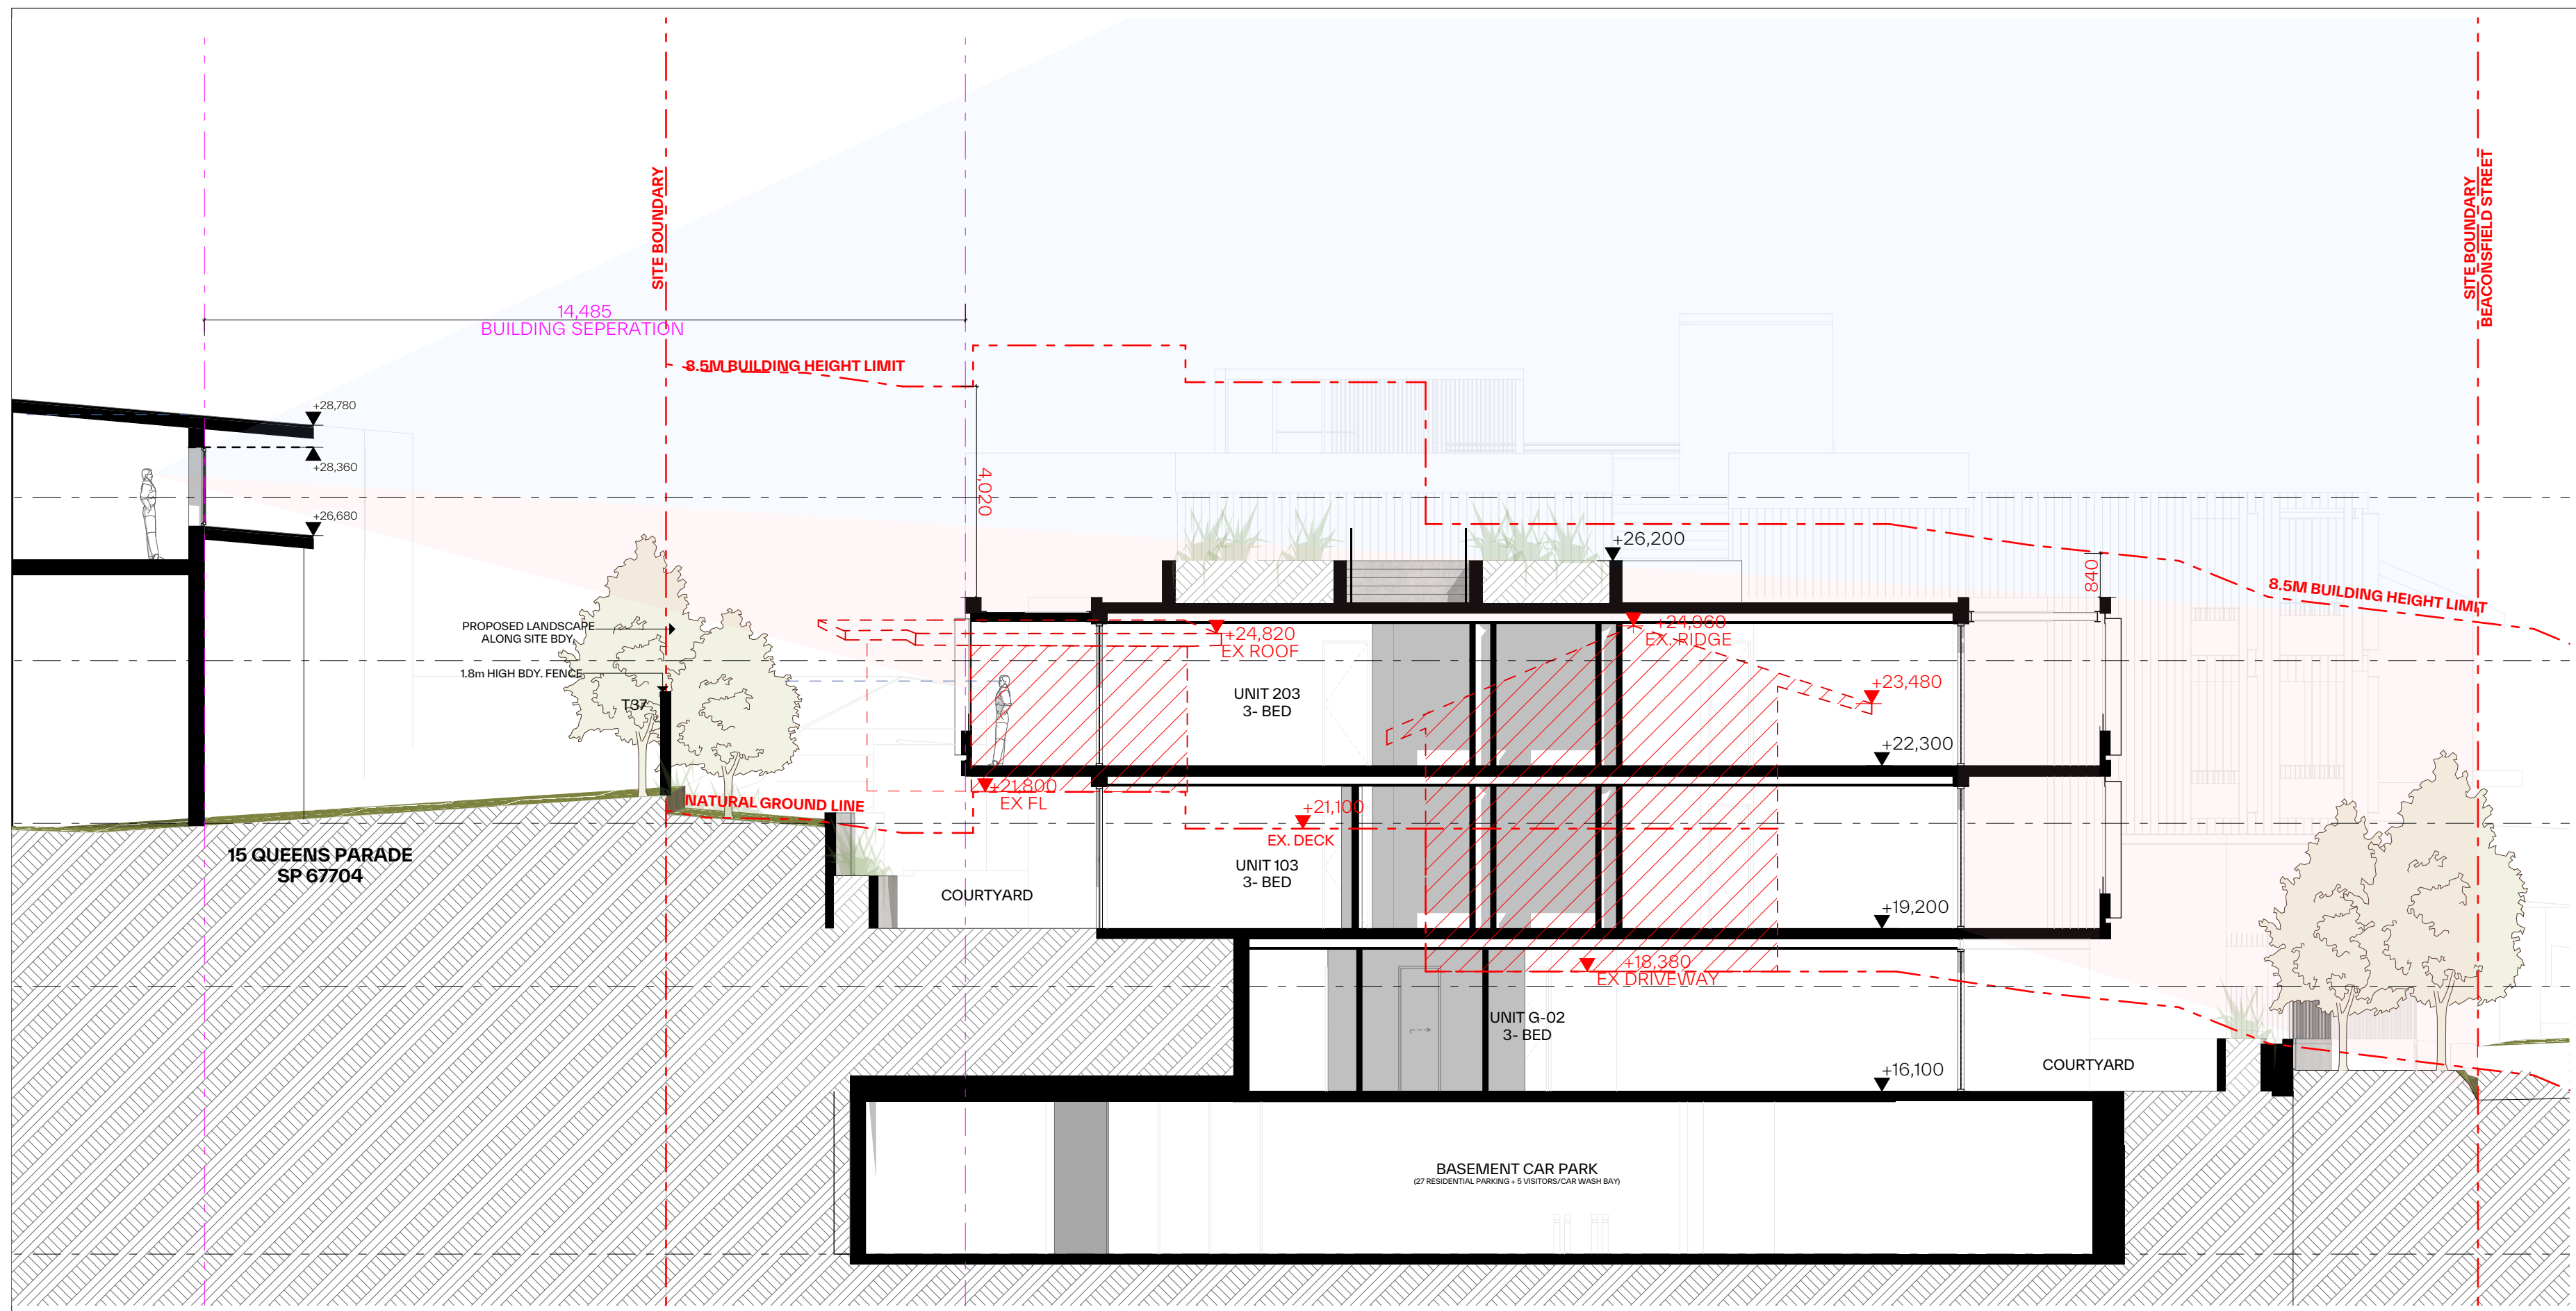 SITE BOUNDARY
SITE BOUNDARY
BEACONSFIELD STREET
14,485
BUILDING SEPERATION
8.5M BUILDING HEIGHT LIMIT
+28,780
+28,360
+26,680
4,020
+26,200
840
8.5M BUILDING HEIGHT LIMIT
PROPOSED LANDSCAPE
ALONG SITE BDY.
1.8m HIGH BDY. FENCE
T37
+24,820
EX ROOF
+24,960
EX. RIDGE
+23,480
UNIT 203
3- BED
+22,300
+21,800
EX FL
NATURAL GROUND LINE
+21,100
EX. DECK
15 QUEENS PARADE
SP 67704
UNIT 103
3- BED
COURTYARD
+19,200
+18,380
EX DRIVEWAY
UNIT G-02
3- BED
+16,100
COURTYARD
BASEMENT CAR PARK
(27 RESIDENTIAL PARKING + 5 VISITORS/CAR WASH BAY)